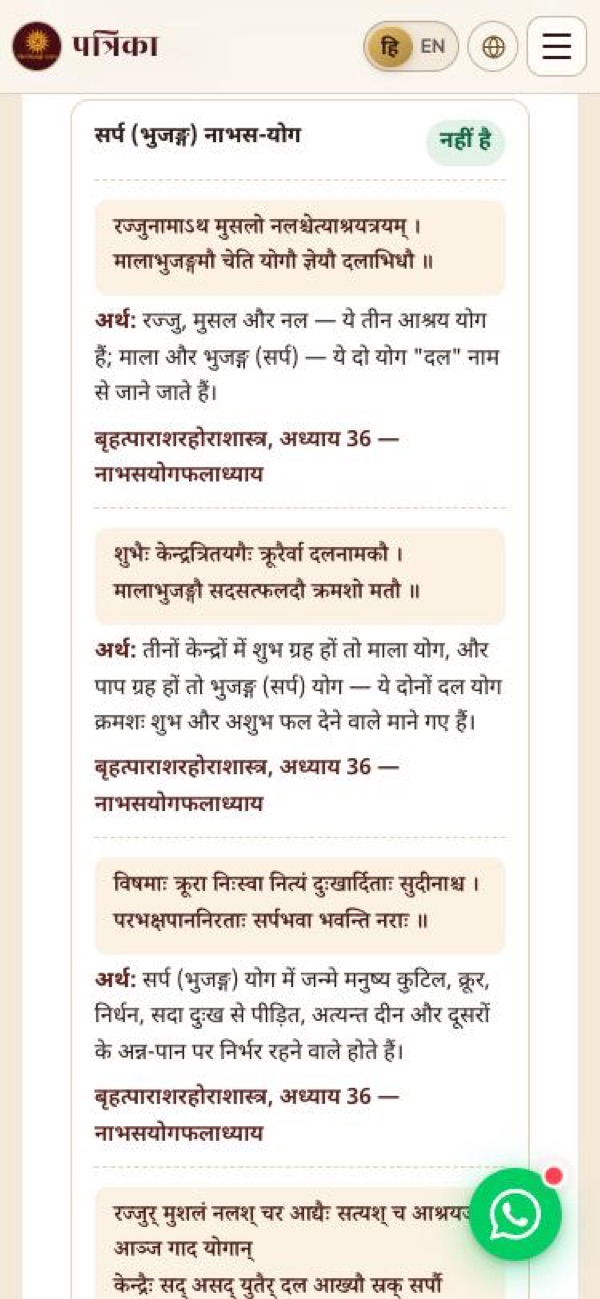 पत्रिका
हि EN
सर्प (भुजङ्ग) नाभस-योग
नहीं है
रज्जुनामाऽथ मुसलो नलश्चेत्याश्रयत्रयम् ।
मालाभुजङ्गमौ चेति योगौ ज्ञेयौ दलाभिधौ ॥
अर्थ: रज्जु, मुसल और नल — ये तीन आश्रय योग
हैं; माला और भुजङ्ग (सर्प) — ये दो योग "दल" नाम
से जाने जाते हैं।
बृहत्पाराशरहोराशास्त्र, अध्याय 36 —
नाभसयोगफलाध्याय
शुभैः केन्द्रत्रितयगैः क्रूरैर्वा दलनामकौ ।
मालाभुजङ्गौ सदसत्फलदौ क्रमशो मतौ ॥
अर्थ: तीनों केन्द्रों में शुभ ग्रह हों तो माला योग, और
पाप ग्रह हों तो भुजङ्ग (सर्प) योग — ये दोनों दल योग
क्रमशः शुभ और अशुभ फल देने वाले माने गए हैं।
बृहत्पाराशरहोराशास्त्र, अध्याय 36 —
नाभसयोगफलाध्याय
विषमाः क्रूरा निःस्वा नित्यं दुःखार्दिताः सुदीनाश्च ।
परभक्षपाननिरताः सर्पभवा भवन्ति नराः ॥
अर्थ: सर्प (भुजङ्ग) योग में जन्मे मनुष्य कुटिल, क्रूर,
निर्धन, सदा दुःख से पीड़ित, अत्यन्त दीन और दूसरों
के अन्न-पान पर निर्भर रहने वाले होते हैं।
बृहत्पाराशरहोराशास्त्र, अध्याय 36 —
नाभसयोगफलाध्याय
रज्जुर् मुशलं नलश् चर आद्यैः सत्यश् च
आञ्ज गाद योगान्
केन्द्रैः सद् असद् युतैर् दल आख्यौ स्रक् सर्पौ